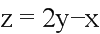 z = 2y−x